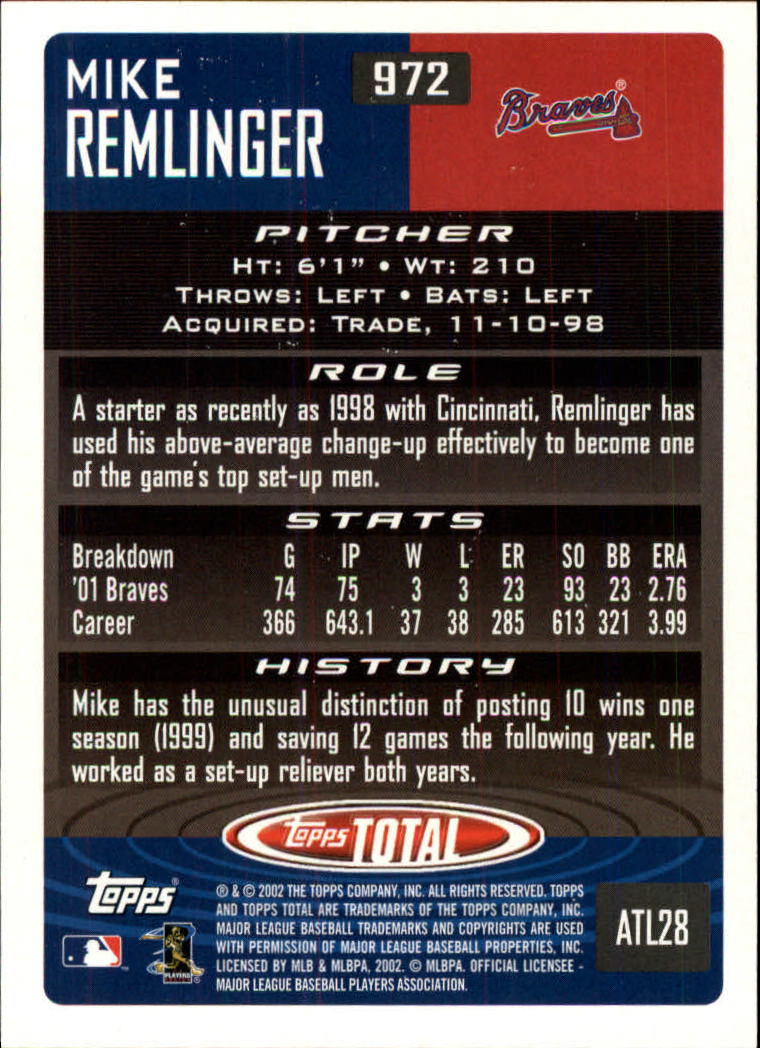 MIKE
REMLINGER
972
Braves®
PITCHER
HT: 6'1" • WT: 210
THROWS: LEFT • BATS: LEFT
ACQUIRED: TRADE, 11-10-98
ROLE
A starter as recently as 1998 with Cincinnati, Remlinger has
used his above-average change-up effectively to become one
of the game's top set-up men.
STATS
Breakdown G IP W L ER SO BB ERA
'01 Braves 74 75 3 3 23 93 23 2.76
Career 366 643.1 37 38 285 613 321 3.99
HISTORY
Mike has the unusual distinction of posting 10 wins one
season (1999) and saving 12 games the following year. He
worked as a set-up reliever both years.
Topps TOTAL
Topps®
® & © 2002 THE TOPPS COMPANY, INC. ALL RIGHTS RESERVED. TOPPS
AND TOPPS TOTAL ARE TRADEMARKS OF THE TOPPS COMPANY, INC.
MAJOR LEAGUE BASEBALL TRADEMARKS AND COPYRIGHTS ARE USED
WITH PERMISSION OF MAJOR LEAGUE BASEBALL PROPERTIES, INC.
LICENSED BY MLB & MLBPA, 2002. © MLBPA. OFFICIAL LICENSEE -
MAJOR LEAGUE BASEBALL PLAYERS ASSOCIATION.
PLAYERS
ATL28